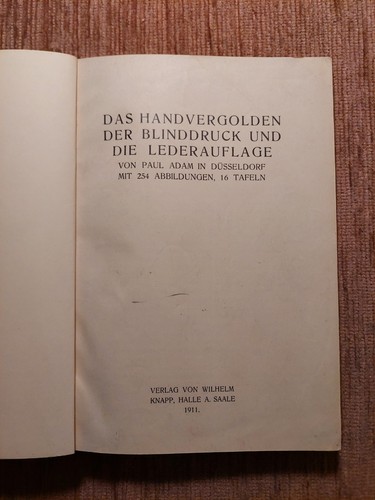 DAS HANDVERGOLDEN
DER BLINDDRUCK UND
DIE LEDERAUFLAGE
VON PAUL ADAM IN DÜSSELDORF
MIT 254 ABBILDUNGEN, 16 TAFELN
VERLAG VON WILHELM
KNAPP, HALLE A. SAALE
1911.